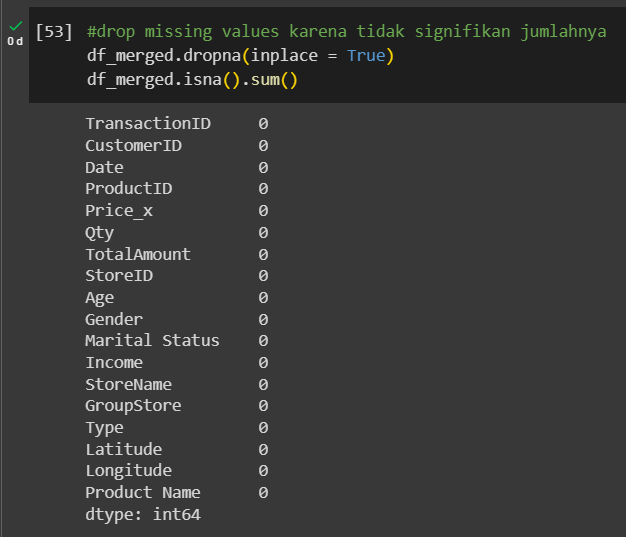 [53] #drop missing values karena tidak signifikan jumlahnya
0 d df_merged.dropna(inplace = True)
df_merged.isna().sum()
TransactionID 0
CustomerID 0
Date 0
ProductID 0
Price_x 0
Qty 0
TotalAmount 0
StoreID 0
Age 0
Gender 0
Marital Status 0
Income 0
StoreName 0
GroupStore 0
Type 0
Latitude 0
Longitude 0
Product Name 0
dtype: int64